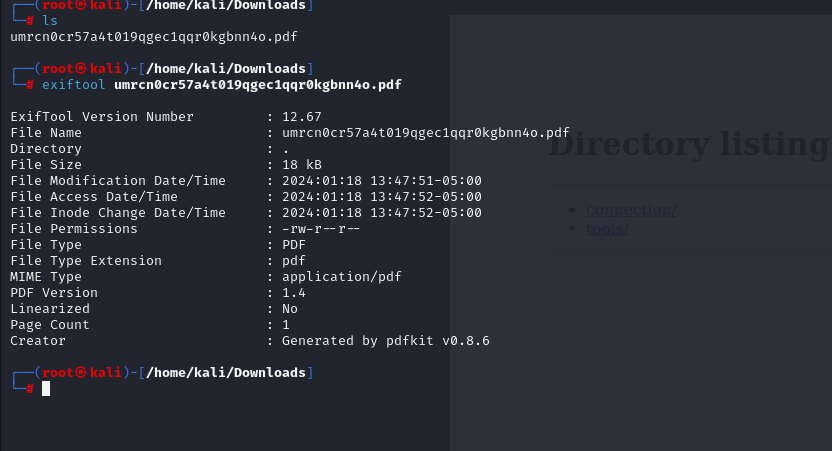 ┌──(root㉿kali)-[/home/kali/Downloads]
└─# ls
umrcn0cr57a4t019qgec1qqr0kgbnn4o.pdf
┌──(root㉿kali)-[/home/kali/Downloads]
└─# exiftool umrcn0cr57a4t019qgec1qqr0kgbnn4o.pdf
ExifTool Version Number         : 12.67
File Name                       : umrcn0cr57a4t019qgec1qqr0kgbnn4o.pdf
Directory                       : .
File Size                       : 18 kB
File Modification Date/Time     : 2024:01:18 13:47:51-05:00
File Access Date/Time           : 2024:01:18 13:47:52-05:00
File Inode Change Date/Time     : 2024:01:18 13:47:52-05:00
File Permissions                : -rw-r--r--
File Type                       : PDF
File Type Extension             : pdf
MIME Type                       : application/pdf
PDF Version                     : 1.4
Linearized                      : No
Page Count                      : 1
Creator                         : Generated by pdfkit v0.8.6
┌──(root㉿kali)-[/home/kali/Downloads]
└─#
Directory listing
connection/
tools/